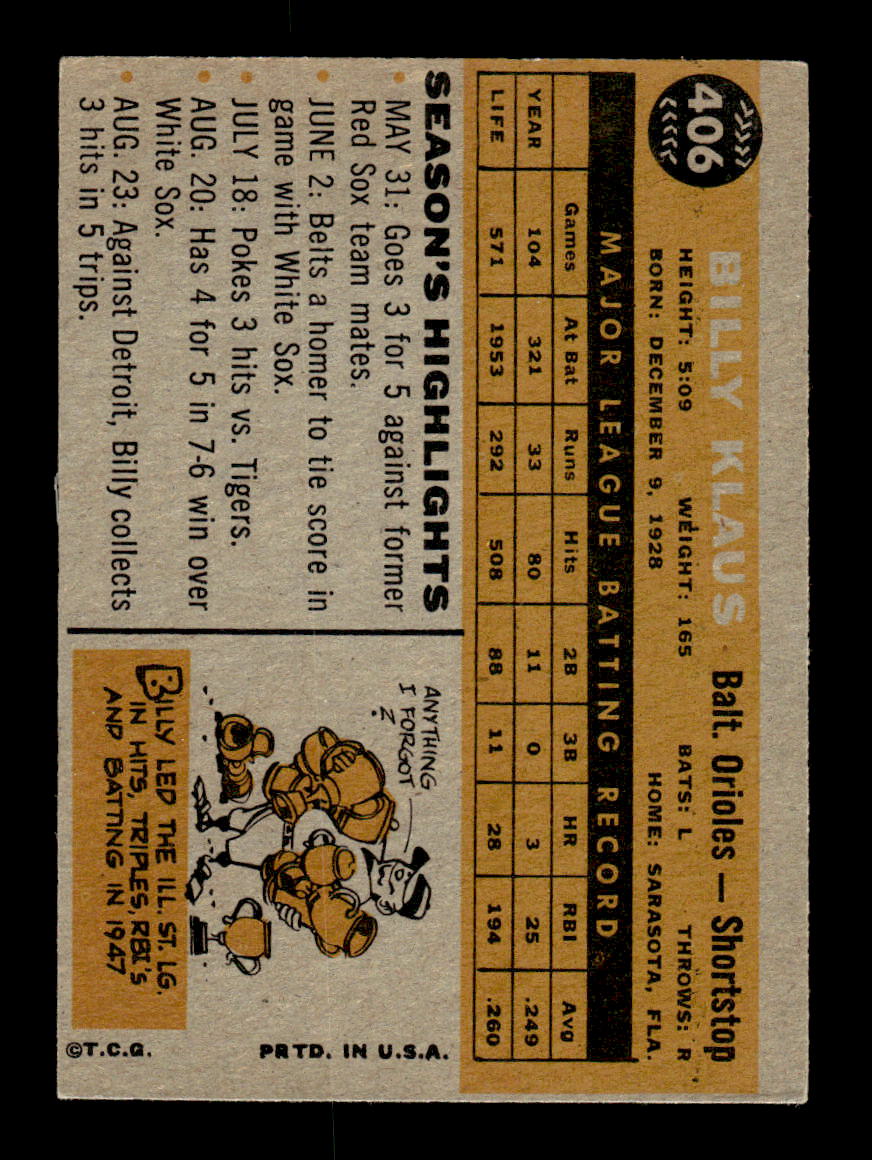 406
BILLY KLAUS Balt. Orioles — Shortstop
HEIGHT: 5:09 WEIGHT: 165 BATS: L THROWS: R
BORN: DECEMBER 9, 1928 HOME: SARASOTA, FLA.
MAJOR LEAGUE BATTING RECORD
Games At Bat Runs Hits 2B 3B HR RBI Avg
YEAR 104 321 33 80 11 0 3 25 .249
LIFE 571 1953 292 508 88 11 28 194 .260
SEASON'S HIGHLIGHTS
• MAY 31: Goes 3 for 5 against former
Red Sox team mates.
• JUNE 2: Belts a homer to tie score in
game with White Sox.
• JULY 18: Pokes 3 hits vs. Tigers.
• AUG. 20: Has 4 for 5 in 7-6 win over
White Sox.
• AUG. 23: Against Detroit, Billy collects
3 hits in 5 trips.
ANYTHING
I FORGOT
?
BILLY LED THE ILL. ST. LG.
IN HITS, TRIPLES, RBI'S
AND BATTING IN 1947
©T.C.G. PRTD. IN U.S.A.